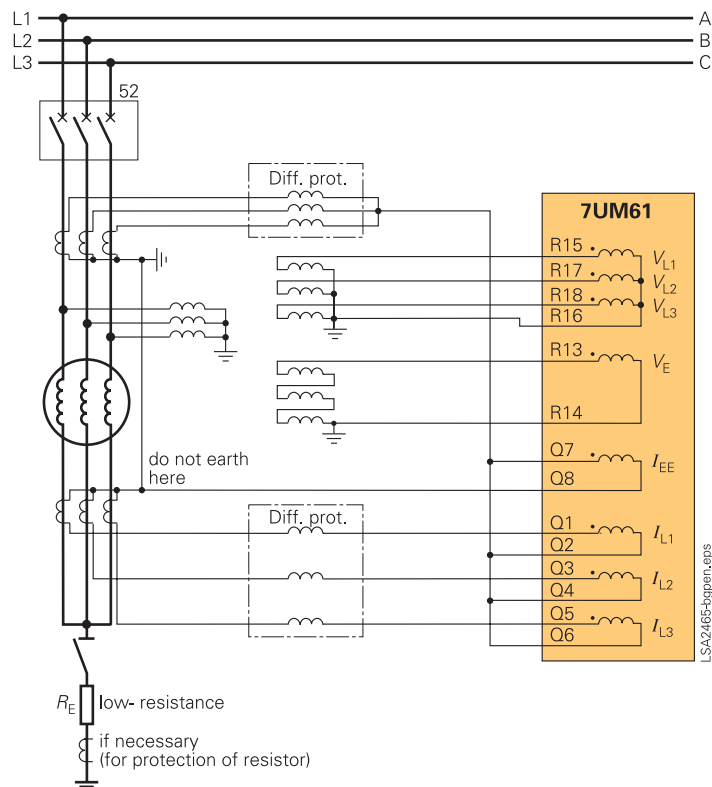 L1 A
L2 B
L3 C
52
Diff. prot.
7UM61
R15 VL1
R17 VL2
R18 VL3
R16
R13 VE
R14
do not earth
here
Q7 IEE
Q8
Diff. prot.
Q1 IL1
Q2
Q3 IL2
Q4
Q5 IL3
Q6
RE low- resistance
if necessary
(for protection of resistor)
LSA2465-bgpen.eps